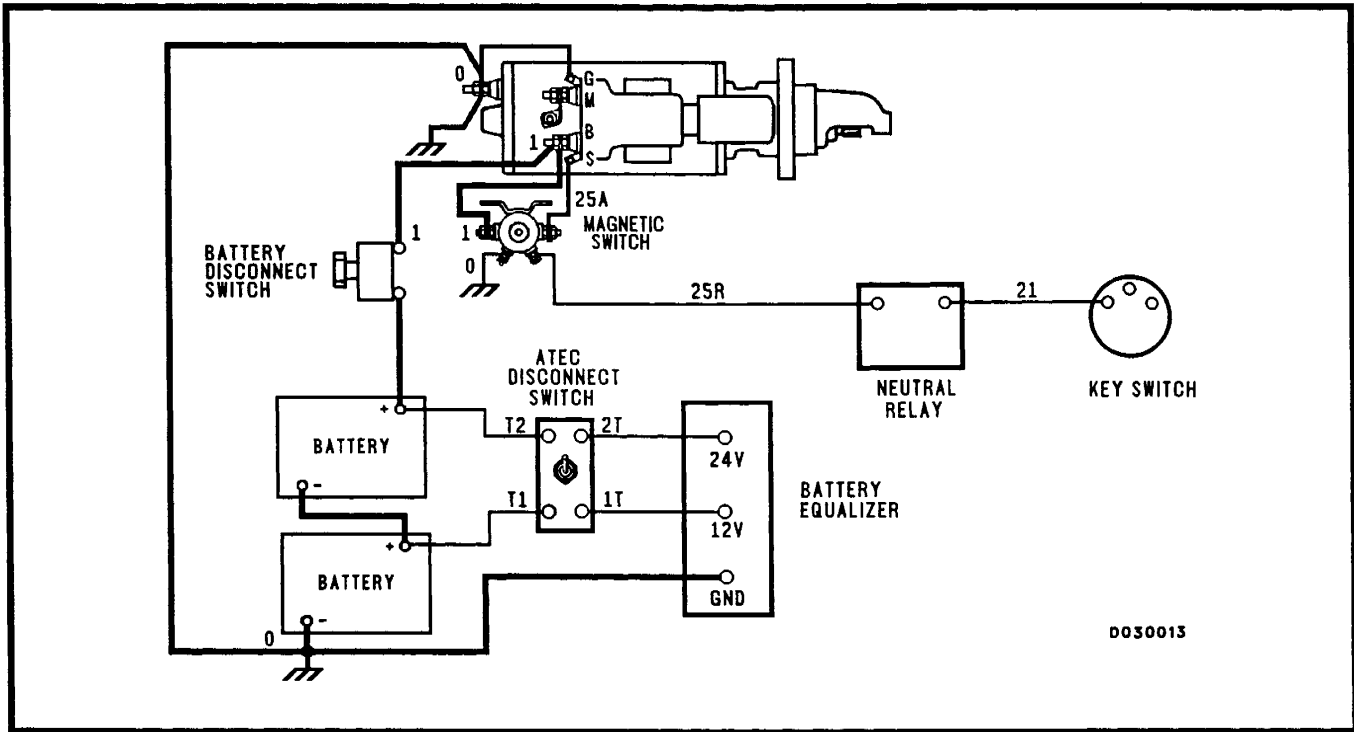 0
G
M
B
1
S
25A
MAGNETIC
SWITCH
1
1
0
BATTERY
DISCONNECT
SWITCH
25R
21
NEUTRAL
RELAY
KEY SWITCH
ATEC
DISCONNECT
SWITCH
+
BATTERY
-
T2
2T
24V
T1
1T
12V
BATTERY
EQUALIZER
+
BATTERY
-
GND
0
D030013